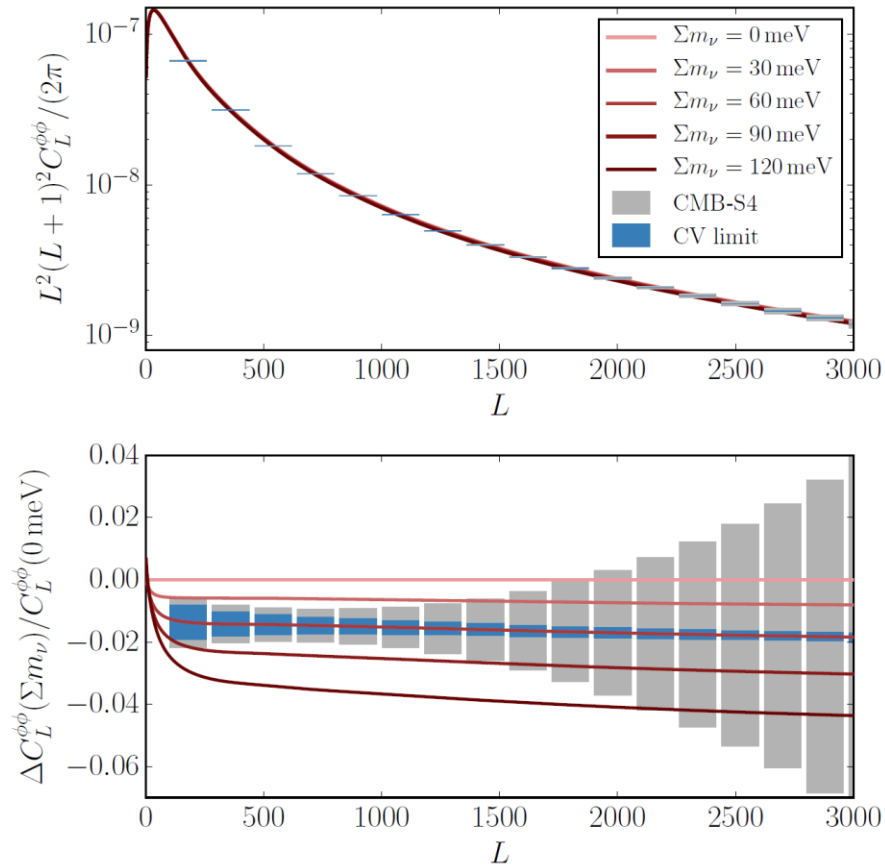 10^{-7}
10^{-8}
10^{-9}
L^2(L+1)^2C_L^{ϕϕ}/(2π)
Σm_ν = 0 meV
Σm_ν = 30 meV
Σm_ν = 60 meV
Σm_ν = 90 meV
Σm_ν = 120 meV
CMB-S4
CV limit
0 500 1000 1500 2000 2500 3000
L
0.04
0.02
0.00
−0.02
−0.04
−0.06
ΔC_L^{ϕϕ}(Σm_ν)/C_L^{ϕϕ}(0 meV)
0 500 1000 1500 2000 2500 3000
L